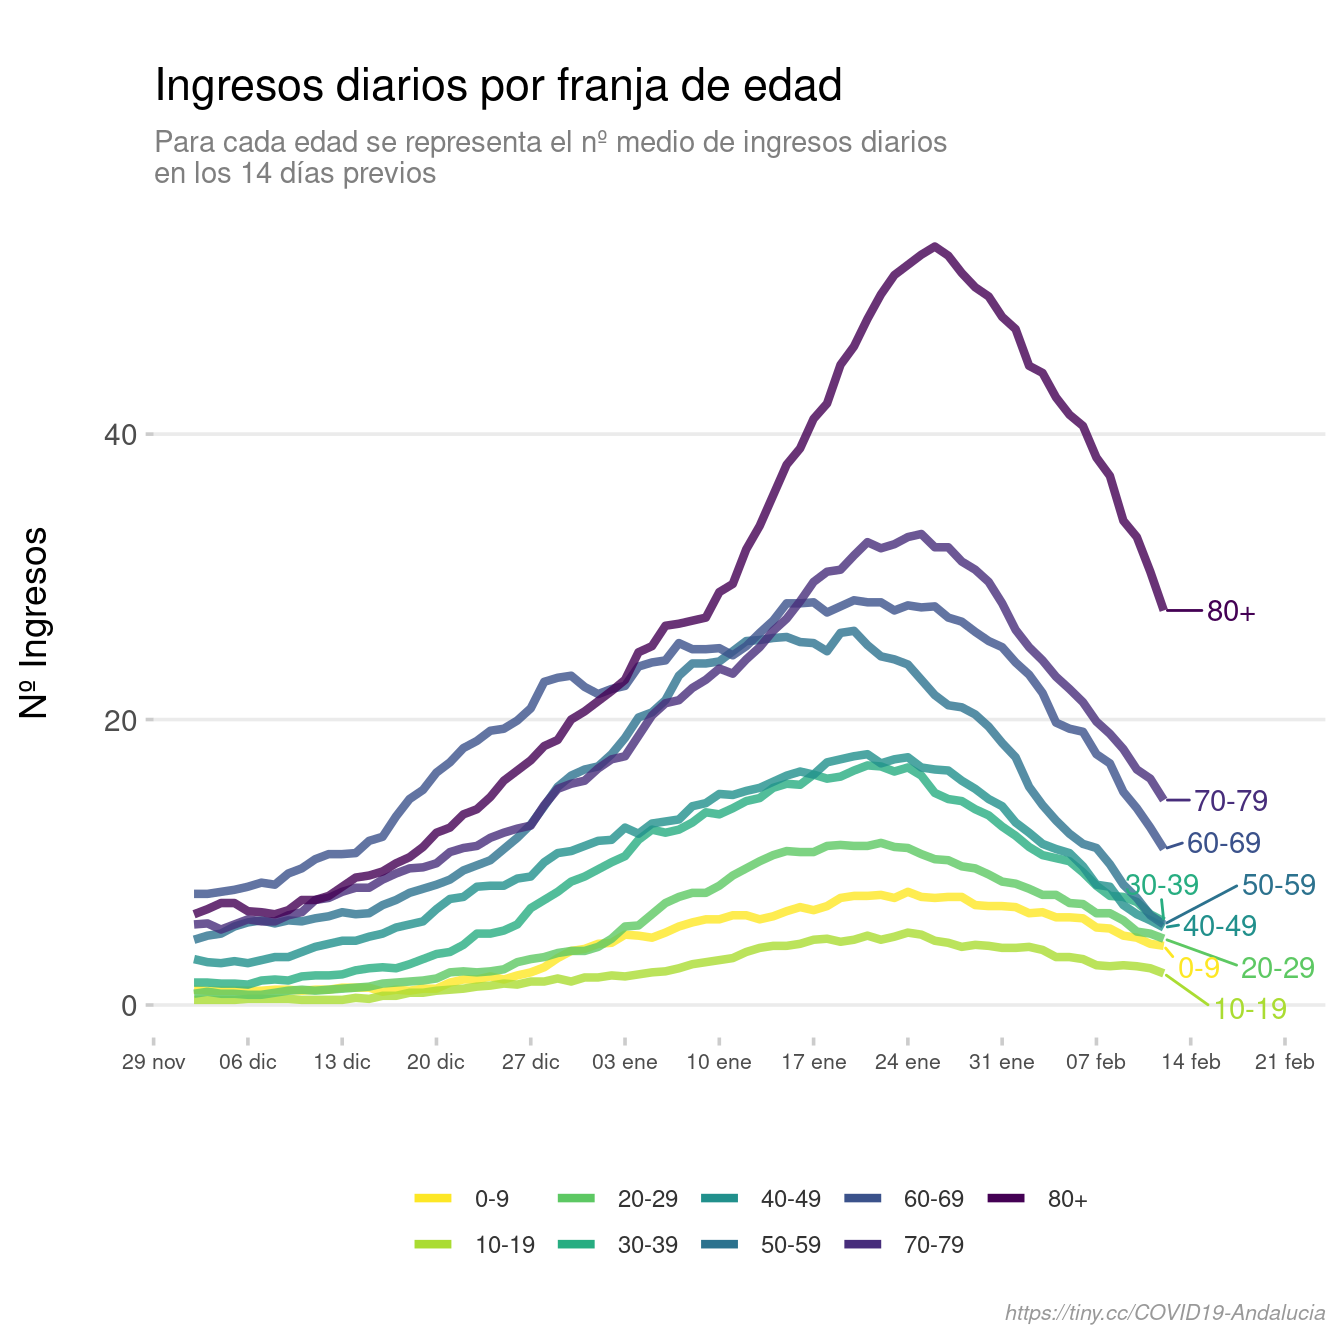 Ingresos diarios por franja de edad
Para cada edad se representa el nº medio de ingresos diarios
en los 14 días previos
Nº Ingresos
40
20
0
80+
70-79
60-69
30-39
50-59
40-49
0-9
20-29
10-19
29 nov 06 dic 13 dic 20 dic 27 dic 03 ene 10 ene 17 ene 24 ene 31 ene 07 feb 14 feb 21 feb
0-9 20-29 40-49 60-69 80+
10-19 30-39 50-59 70-79
https://tiny.cc/COVID19-Andalucia